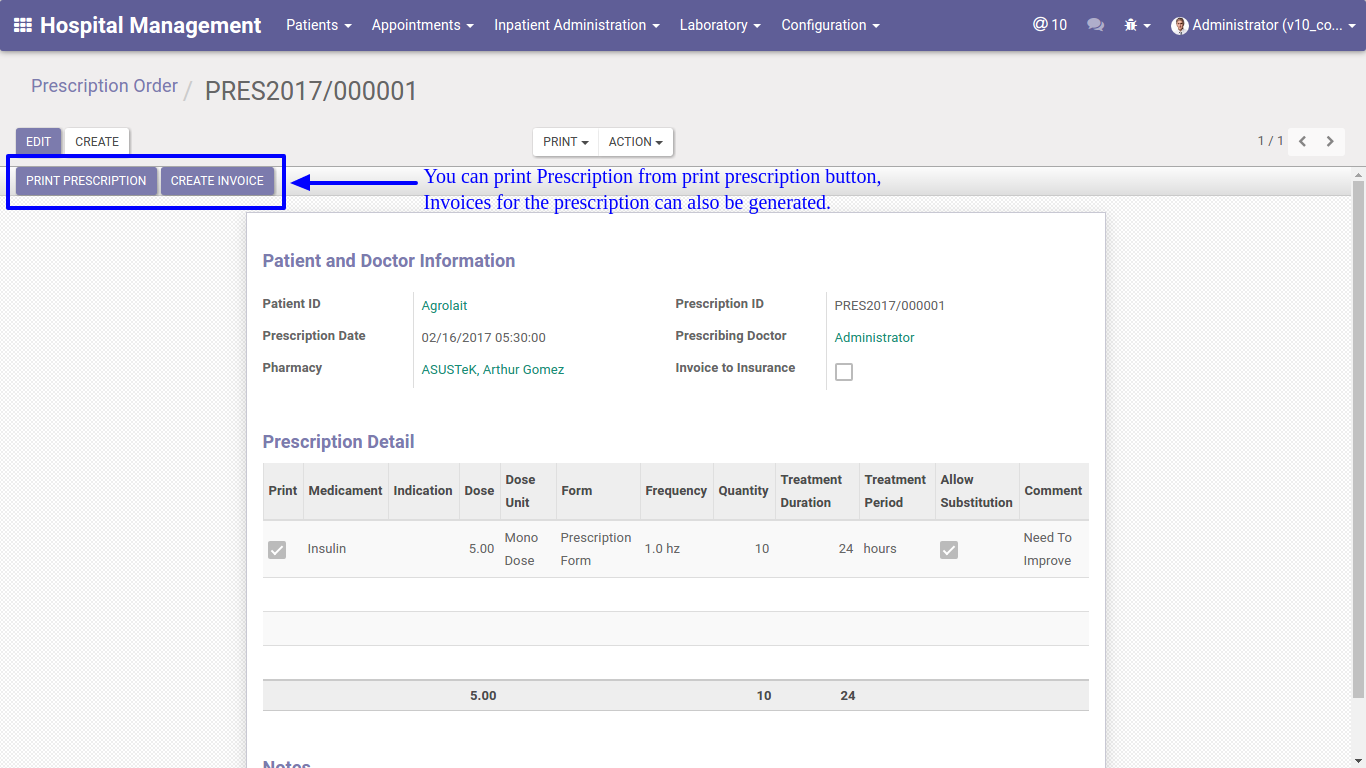 Hospital Management Patients Appointments Inpatient Administration Laboratory Configuration @ 10 Administrator (v10_co...
Prescription Order / PRES2017/000001
EDIT CREATE PRINT ACTION 1 / 1
PRINT PRESCRIPTION CREATE INVOICE
You can print Prescription from print prescription button,
Invoices for the prescription can also be generated.
Patient and Doctor Information
Patient ID Agrolait Prescription ID PRES2017/000001
Prescription Date 02/16/2017 05:30:00 Prescribing Doctor Administrator
Pharmacy ASUSTeK, Arthur Gomez Invoice to Insurance
Prescription Detail
Print Medicament Indication Dose Dose Unit Form Frequency Quantity Treatment Duration Treatment Period Allow Substitution Comment
Insulin 5.00 Mono Dose Prescription Form 1.0 hz 10 24 hours Need To Improve
5.00 10 24
Notes